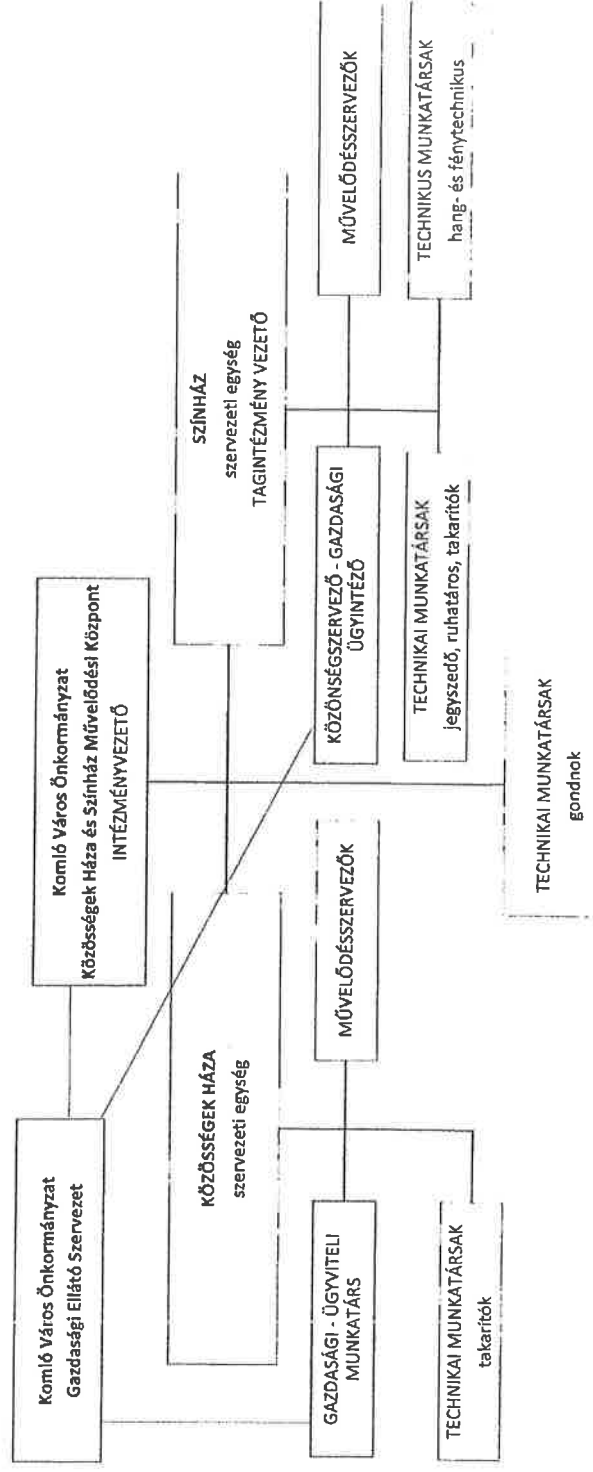 Komló Város Önkormányzat
Gazdasági Ellátó Szervezet
Komló Város Önkormányzat
Közösségek Háza és Színház Művelődési Központ
INTÉZMÉNYVEZETŐ
KÖZÖSSÉGEK HÁZA
szervezeti egység
SZÍNHÁZ
szervezeti egység
TAGINTÉZMÉNY VEZETŐ
GAZDASÁGI - ÜGYVITELI
MUNKATÁRS
MŰVELŐDÉSSZERVEZŐK
KÖZÖNSÉGSZERVEZŐ - GAZDASÁGI
ÜGYINTÉZŐ
MŰVELŐDÉSSZERVEZŐK
TECHNIKAI MUNKATÁRSAK
takarítók
TECHNIKAI MUNKATÁRSAK
jegyszedő, ruhatáros, takarítók
TECHNIKUS MUNKATÁRSAK
hang- és fénytechnikus
TECHNIKAI MUNKATÁRSAK
gondnok